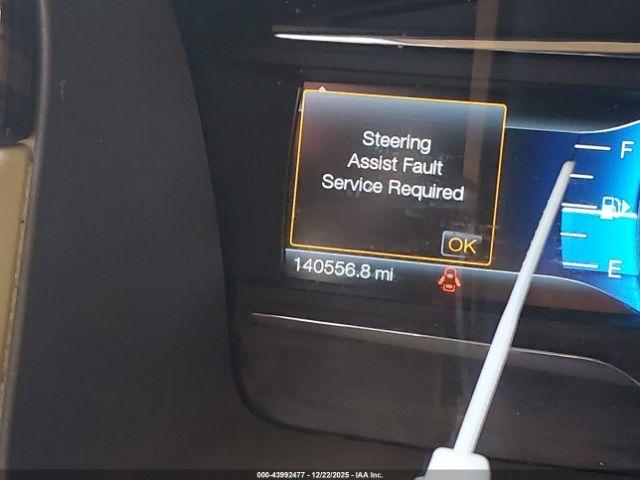 Steering
Assist Fault
Service Required
OK
140556.8 mi
F
E
000-43992477 - 12/22/2025 - IAA Inc.